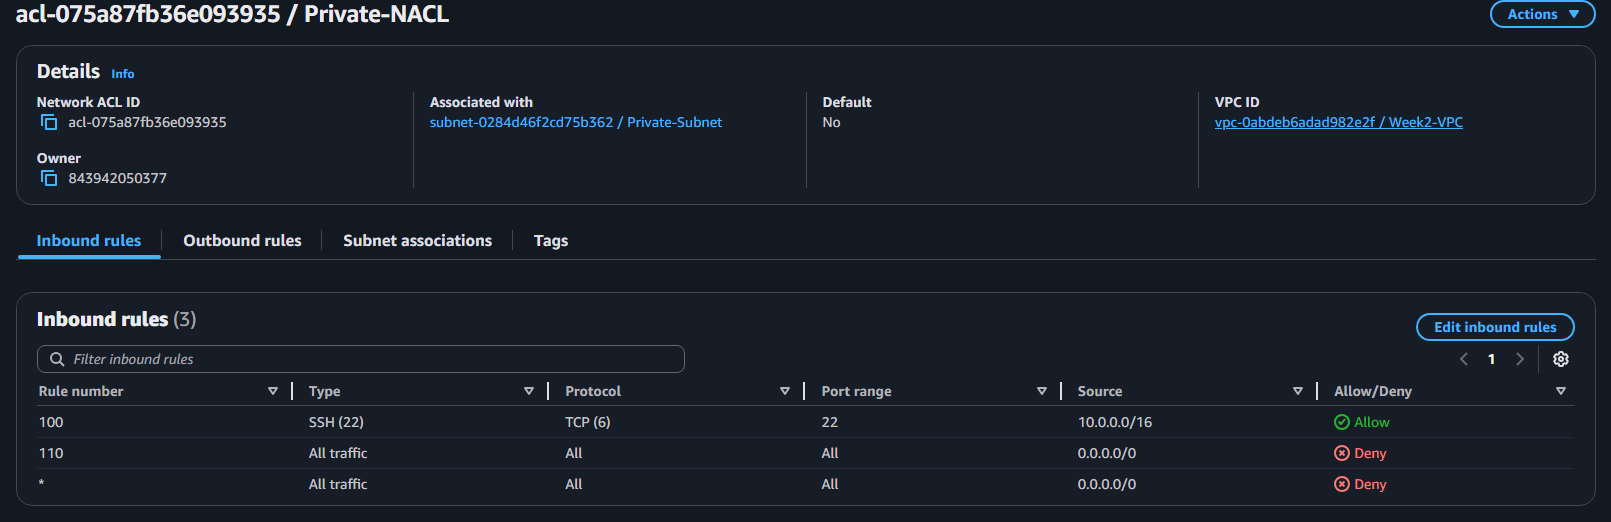 acl-075a87fb36e093935 / Private-NACL
Actions
Details Info
Network ACL ID
acl-075a87fb36e093935
Associated with
subnet-0284d46f2cd75b362 / Private-Subnet
Default
No
VPC ID
vpc-0abdeb6adad982e2f / Week2-VPC
Owner
843942050377
Inbound rules Outbound rules Subnet associations Tags
Inbound rules (3)
Edit inbound rules
Filter inbound rules
1
Rule number Type Protocol Port range Source Allow/Deny
100 SSH (22) TCP (6) 22 10.0.0.0/16 Allow
110 All traffic All All 0.0.0.0/0 Deny
* All traffic All All 0.0.0.0/0 Deny